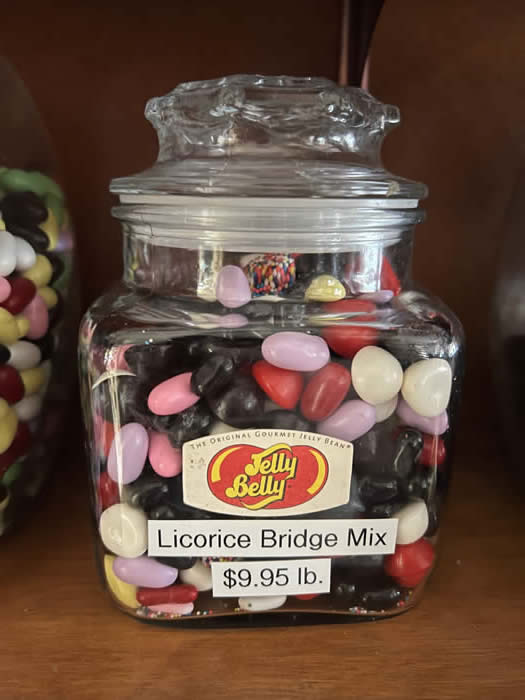 THE ORIGINAL GOURMET JELLY BEAN®
Jelly
Belly
Licorice Bridge Mix
$9.95 lb.